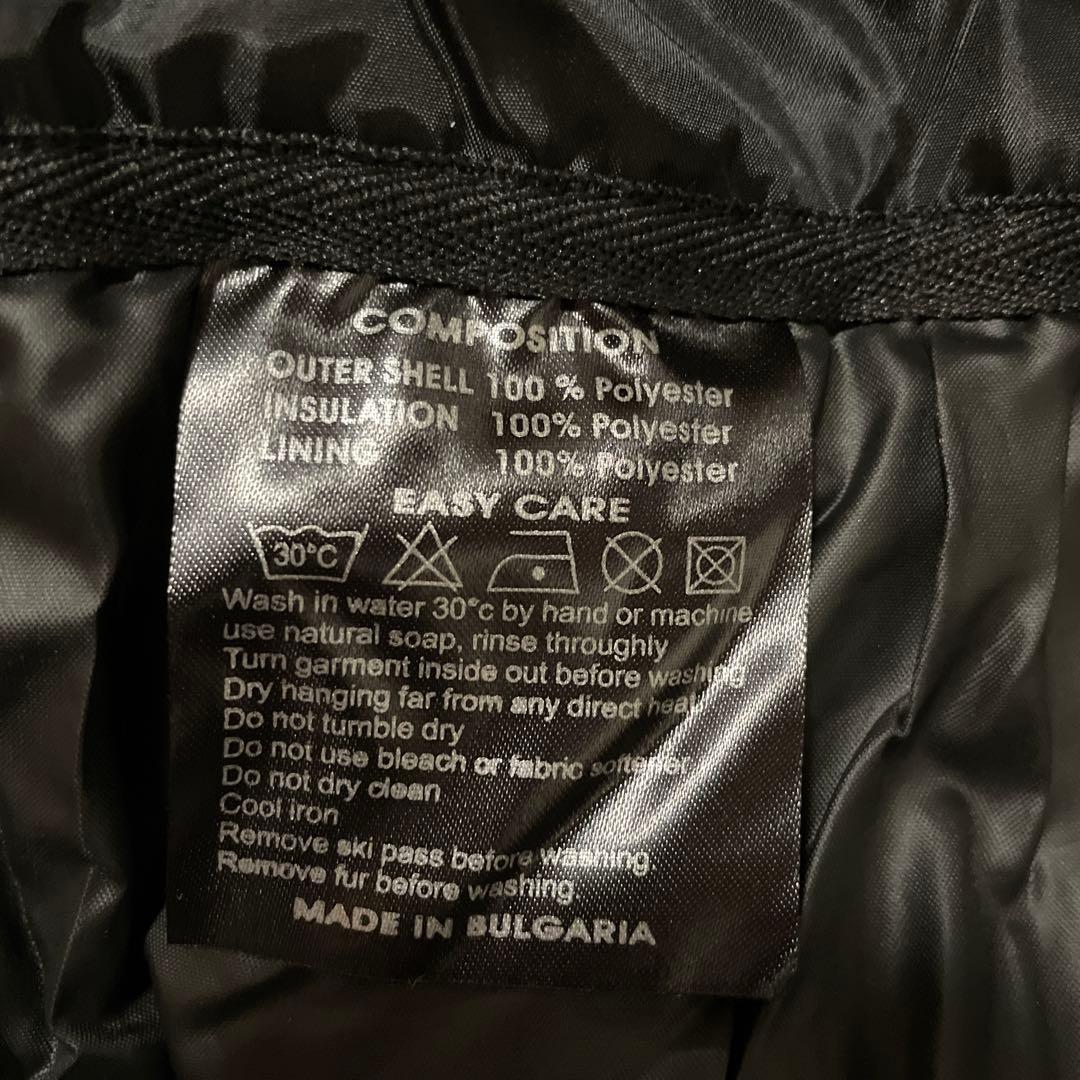 COMPOSITION
OUTER SHELL 100 % Polyester
INSULATION 100% Polyester
LINING 100% Polyester
EASY CARE
30°C
Wash in water 30°c by hand or machine
use natural soap, rinse throughly
Turn garment inside out before washing
Dry hanging far from any direct heat
Do not tumble dry
Do not use bleach or fabric softener
Do not dry clean
Cool iron
Remove ski pass before washing
Remove fur before washing
MADE IN BULGARIA